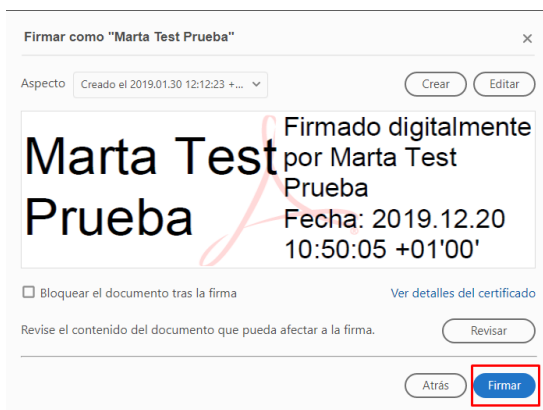 Firmar como "Marta Test Prueba"
×
Aspecto Creado el 2019.01.30 12:12:23 +... Crear Editar
Marta Test
Prueba
Firmado digitalmente
por Marta Test
Prueba
Fecha: 2019.12.20
10:50:05 +01'00'
Bloquear el documento tras la firma Ver detalles del certificado
Revise el contenido del documento que pueda afectar a la firma. Revisar
Atrás Firmar